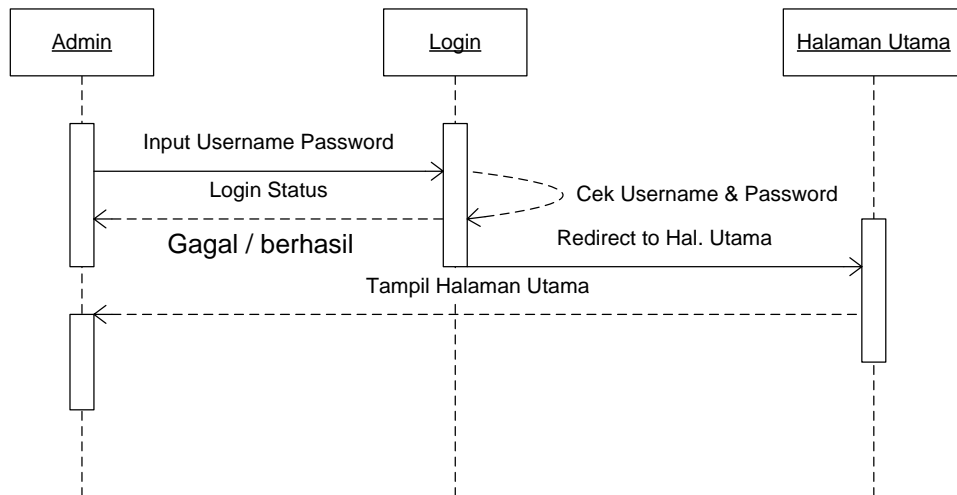 Admin
Login
Halaman Utama
Input Username Password
Login Status
Cek Username & Password
Gagal / berhasil
Redirect to Hal. Utama
Tampil Halaman Utama